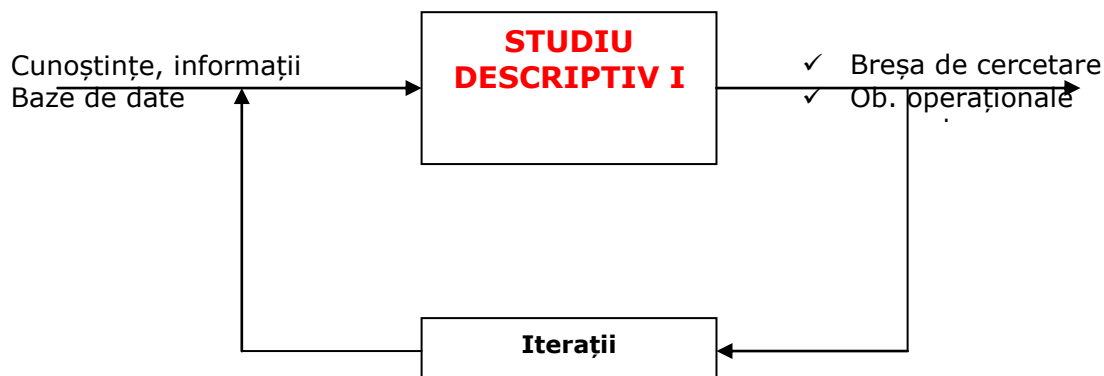 STUDIU
DESCRIPTIV I
Cunoștințe, informații
Baze de date
✓ Breșa de cercetare
✓ Ob. operaționale
Iterații